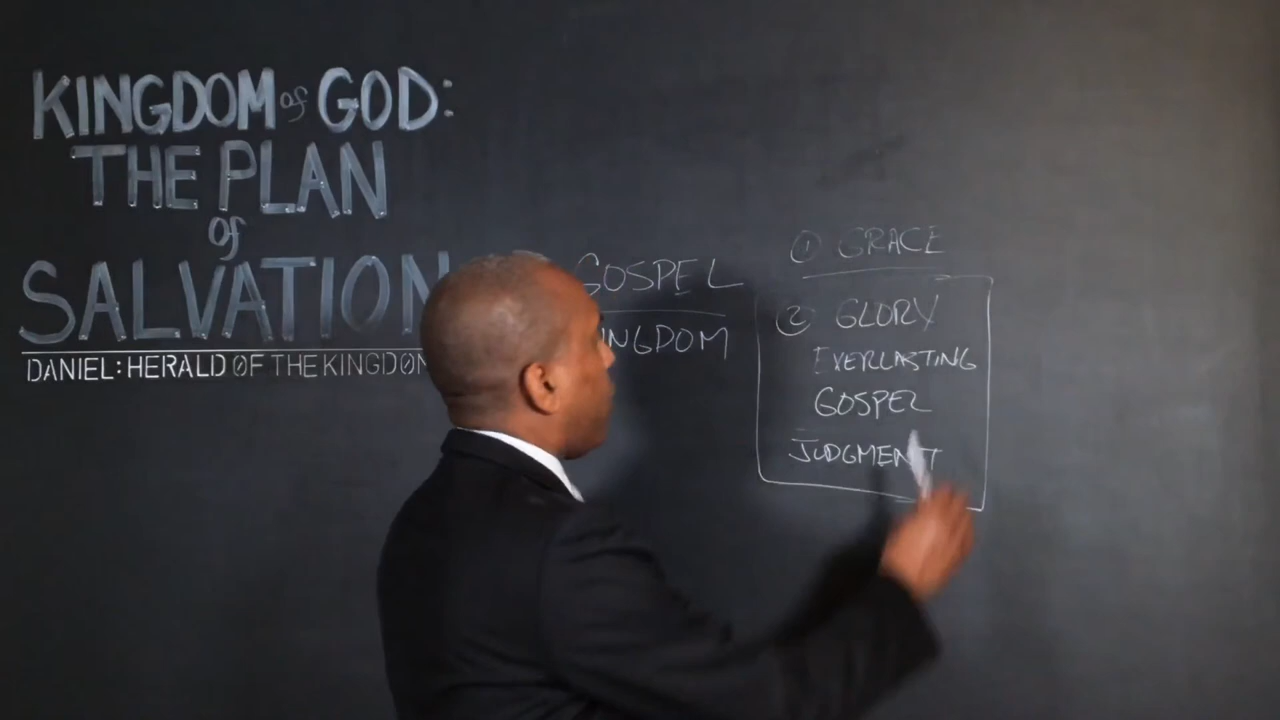 KINGDOM of GOD:
THE PLAN
of
SALVATION
DANIEL: HERALD OF THE KINGDOM
GOSPEL
INGDOM
① GRACE
② GLORY
EVERLASTING
GOSPEL
JUDGMENT